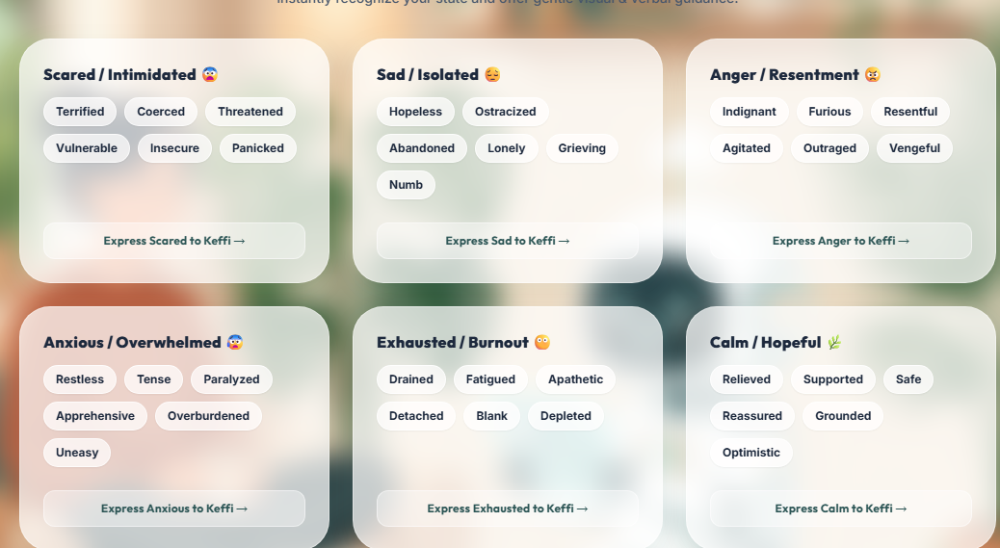 instantly recognize your state and offer gentle visual & verbal guidance.
Scared / Intimidated 😨
Terrified Coerced Threatened
Vulnerable Insecure Panicked
Express Scared to Keffi →
Sad / Isolated 😔
Hopeless Ostracized
Abandoned Lonely Grieving
Numb
Express Sad to Keffi →
Anger / Resentment 😠
Indignant Furious Resentful
Agitated Outraged Vengeful
Express Anger to Keffi →
Anxious / Overwhelmed 😨
Restless Tense Paralyzed
Apprehensive Overburdened
Uneasy
Express Anxious to Keffi →
Exhausted / Burnout 🫠
Drained Fatigued Apathetic
Detached Blank Depleted
Express Exhausted to Keffi →
Calm / Hopeful 🌿
Relieved Supported Safe
Reassured Grounded
Optimistic
Express Calm to Keffi →